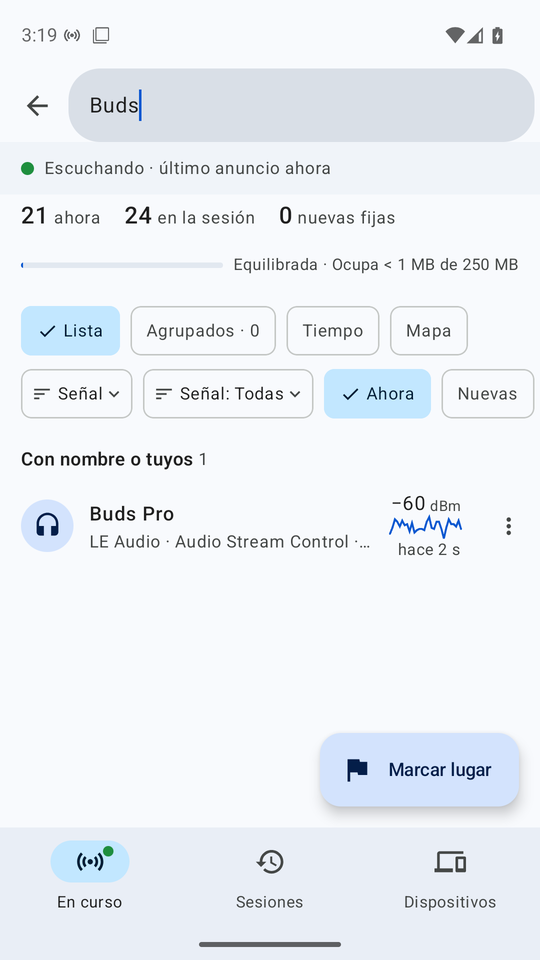 3:19
Buds
Escuchando · último anuncio ahora
21 ahora 24 en la sesión 0 nuevas fijas
Equilibrada · Ocupa < 1 MB de 250 MB
Lista Agrupados · 0 Tiempo Mapa
Señal Señal: Todas Ahora Nuevas
Con nombre o tuyos 1
Buds Pro
−60 dBm
LE Audio · Audio Stream Control ·…
hace 2 s
Marcar lugar
En curso Sesiones Dispositivos